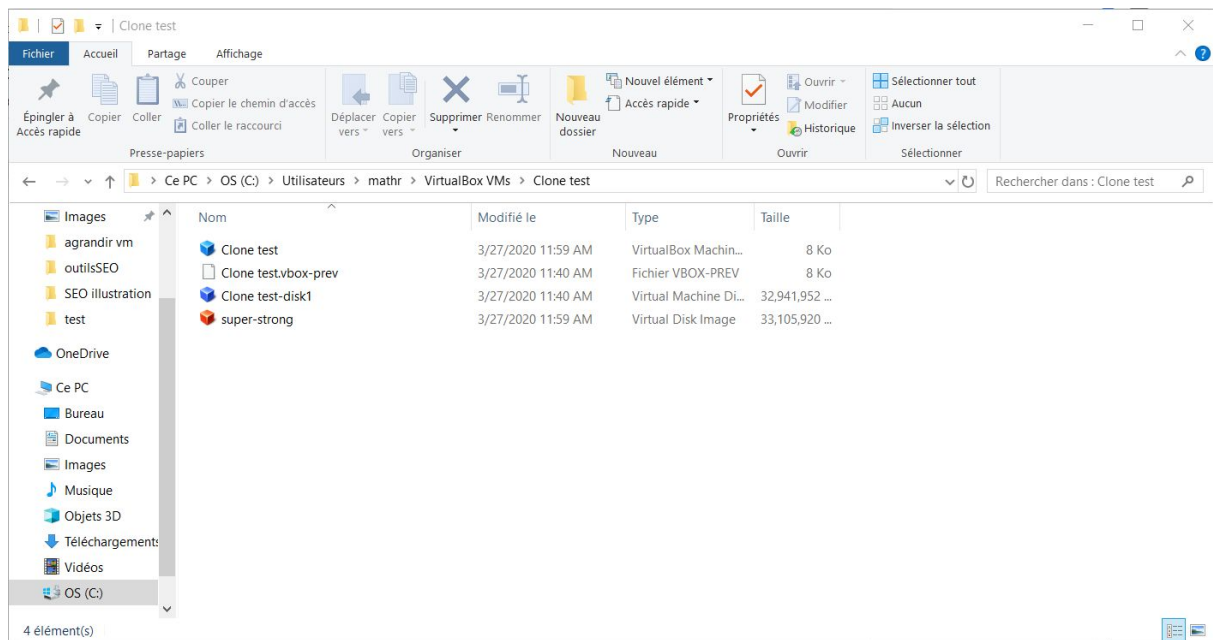 Clone test
Fichier Accueil Partage Affichage
Épingler à Accès rapide
Copier
Coller
Couper
Copier le chemin d'accès
Coller le raccourci
Presse-papiers
Déplacer vers
Copier vers
Supprimer
Renommer
Organiser
Nouveau dossier
Nouvel élément
Accès rapide
Nouveau
Propriétés
Ouvrir
Modifier
Historique
Ouvrir
Sélectionner tout
Aucun
Inverser la sélection
Sélectionner
Ce PC > OS (C:) > Utilisateurs > mathr > VirtualBox VMs > Clone test
Rechercher dans : Clone test
Images
agrandir vm
outilsSEO
SEO illustration
test
OneDrive
Ce PC
Bureau
Documents
Images
Musique
Objets 3D
Téléchargements
Vidéos
OS (C:)
Nom Modifié le Type Taille
Clone test 3/27/2020 11:59 AM VirtualBox Machin... 8 Ko
Clone test.vbox-prev 3/27/2020 11:40 AM Fichier VBOX-PREV 8 Ko
Clone test-disk1 3/27/2020 11:40 AM Virtual Machine Di... 32,941,952 ...
super-strong 3/27/2020 11:59 AM Virtual Disk Image 33,105,920 ...
4 élément(s)